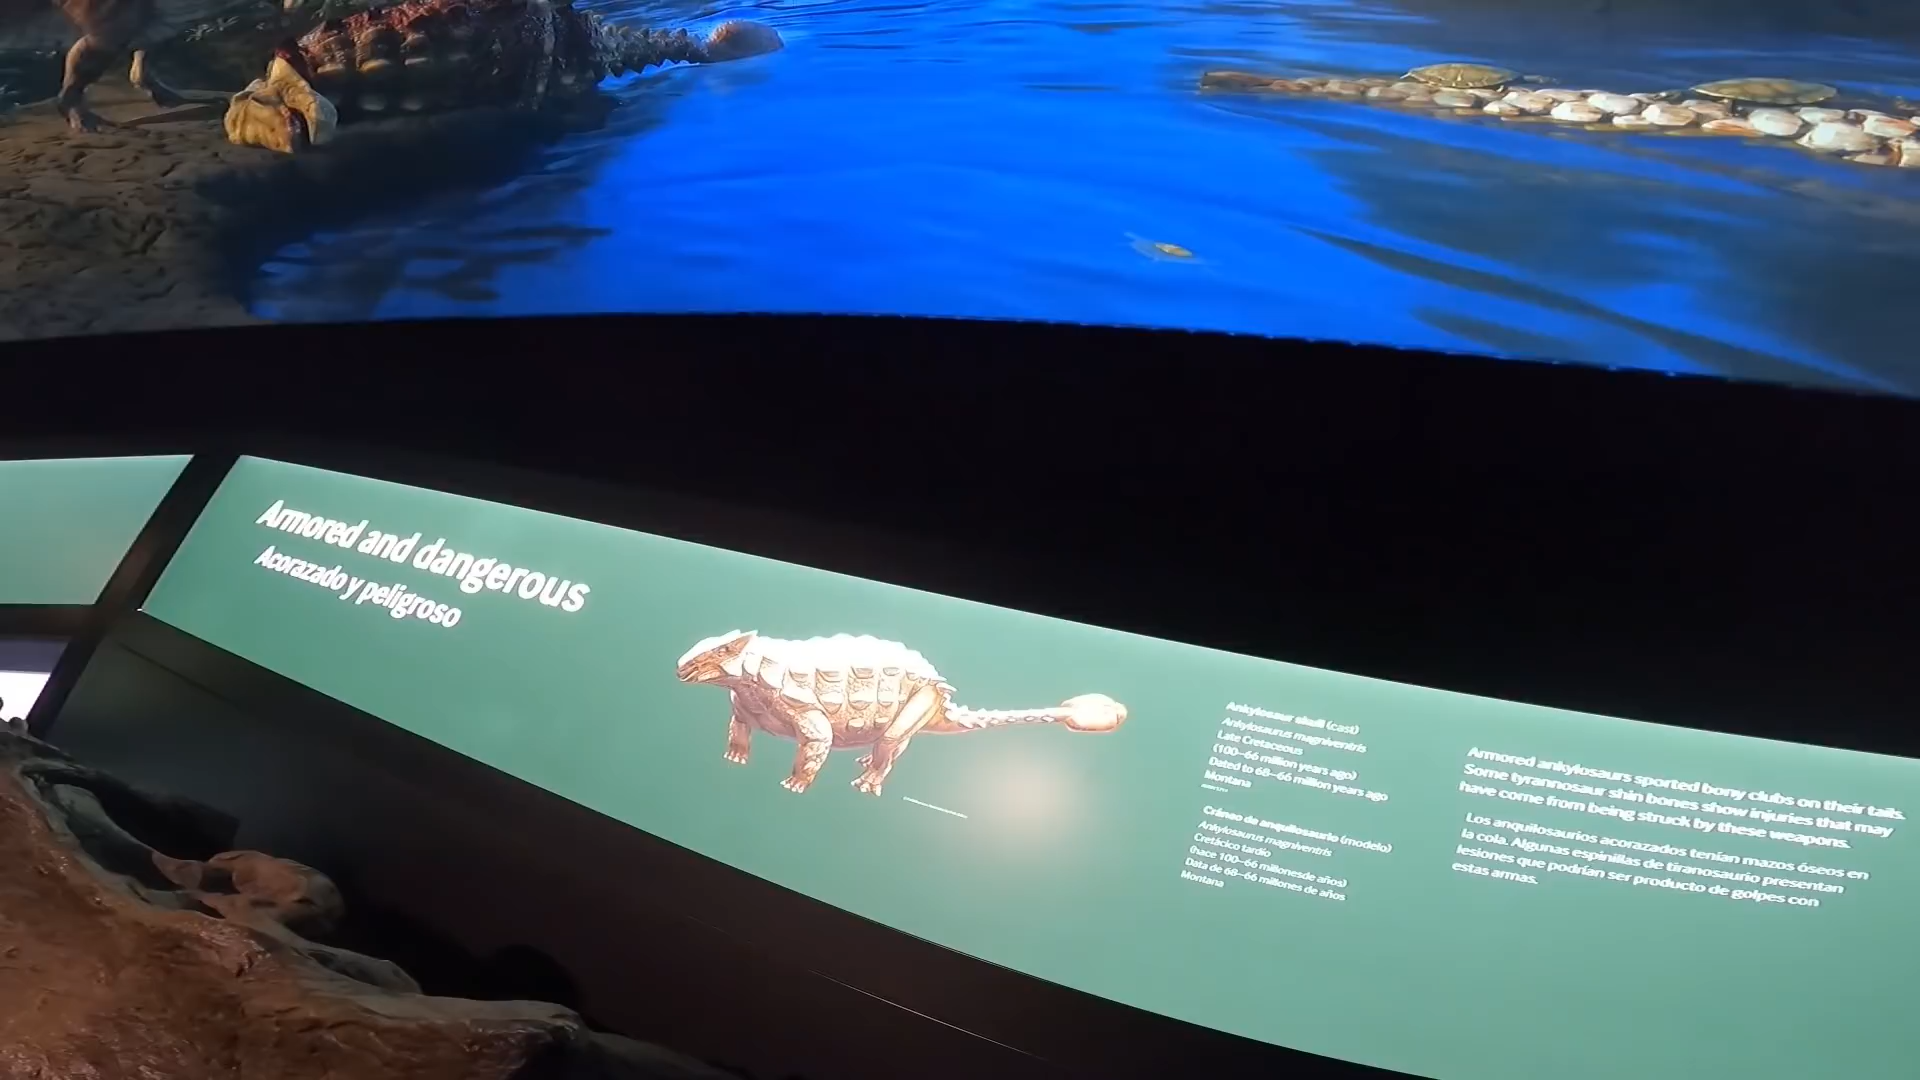 Armored and dangerous
Acorazado y peligroso
Ankylosaur skull (cast)
Ankylosaurus magniventris
Late Cretaceous
(100–66 million years ago)
Dated to 68–66 million years ago
Montana
Cráneo de anquilosaurio (modelo)
Ankylosaurus magniventris
Cretácico tardío
(hace 100–66 millonesde años)
Data de 68–66 millones de años
Montana
Armored ankylosaurs sported bony clubs on their tails.
Some tyrannosaur shin bones show injuries that may
have come from being struck by these weapons.
Los anquilosaurios acorazados tenían mazos óseos en
la cola. Algunas espinillas de tiranosaurio presentan
lesiones que podrían ser producto de golpes con
estas armas.